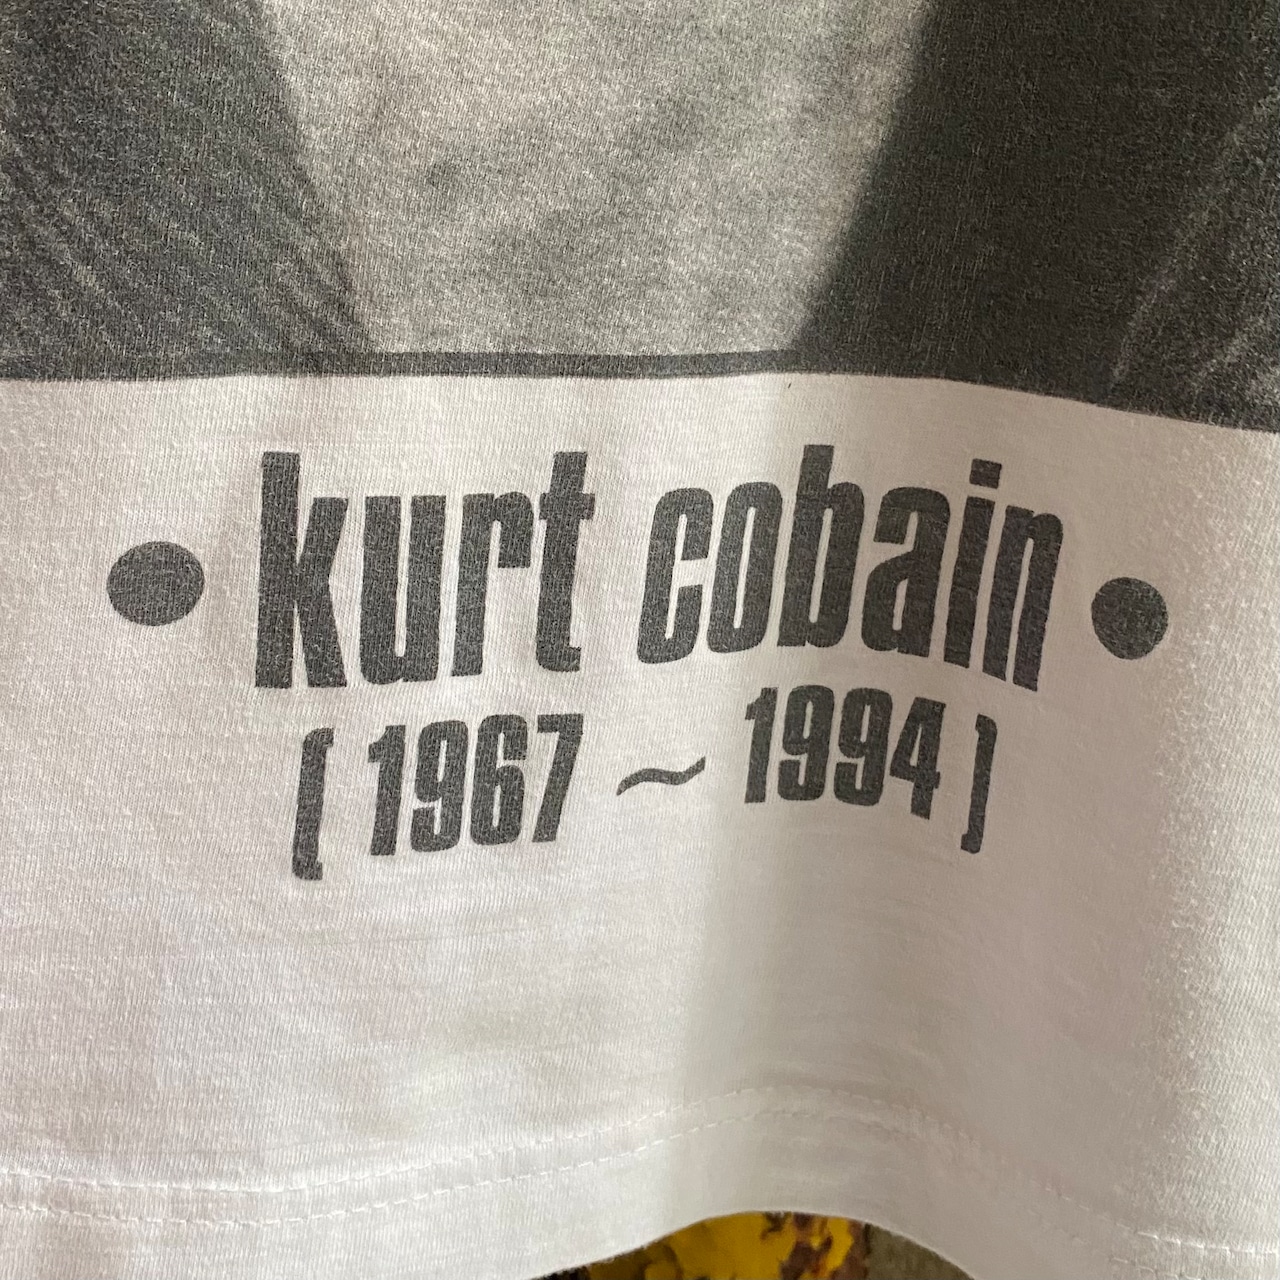 • kurt cobain •
[ 1967 ~ 1994 ]